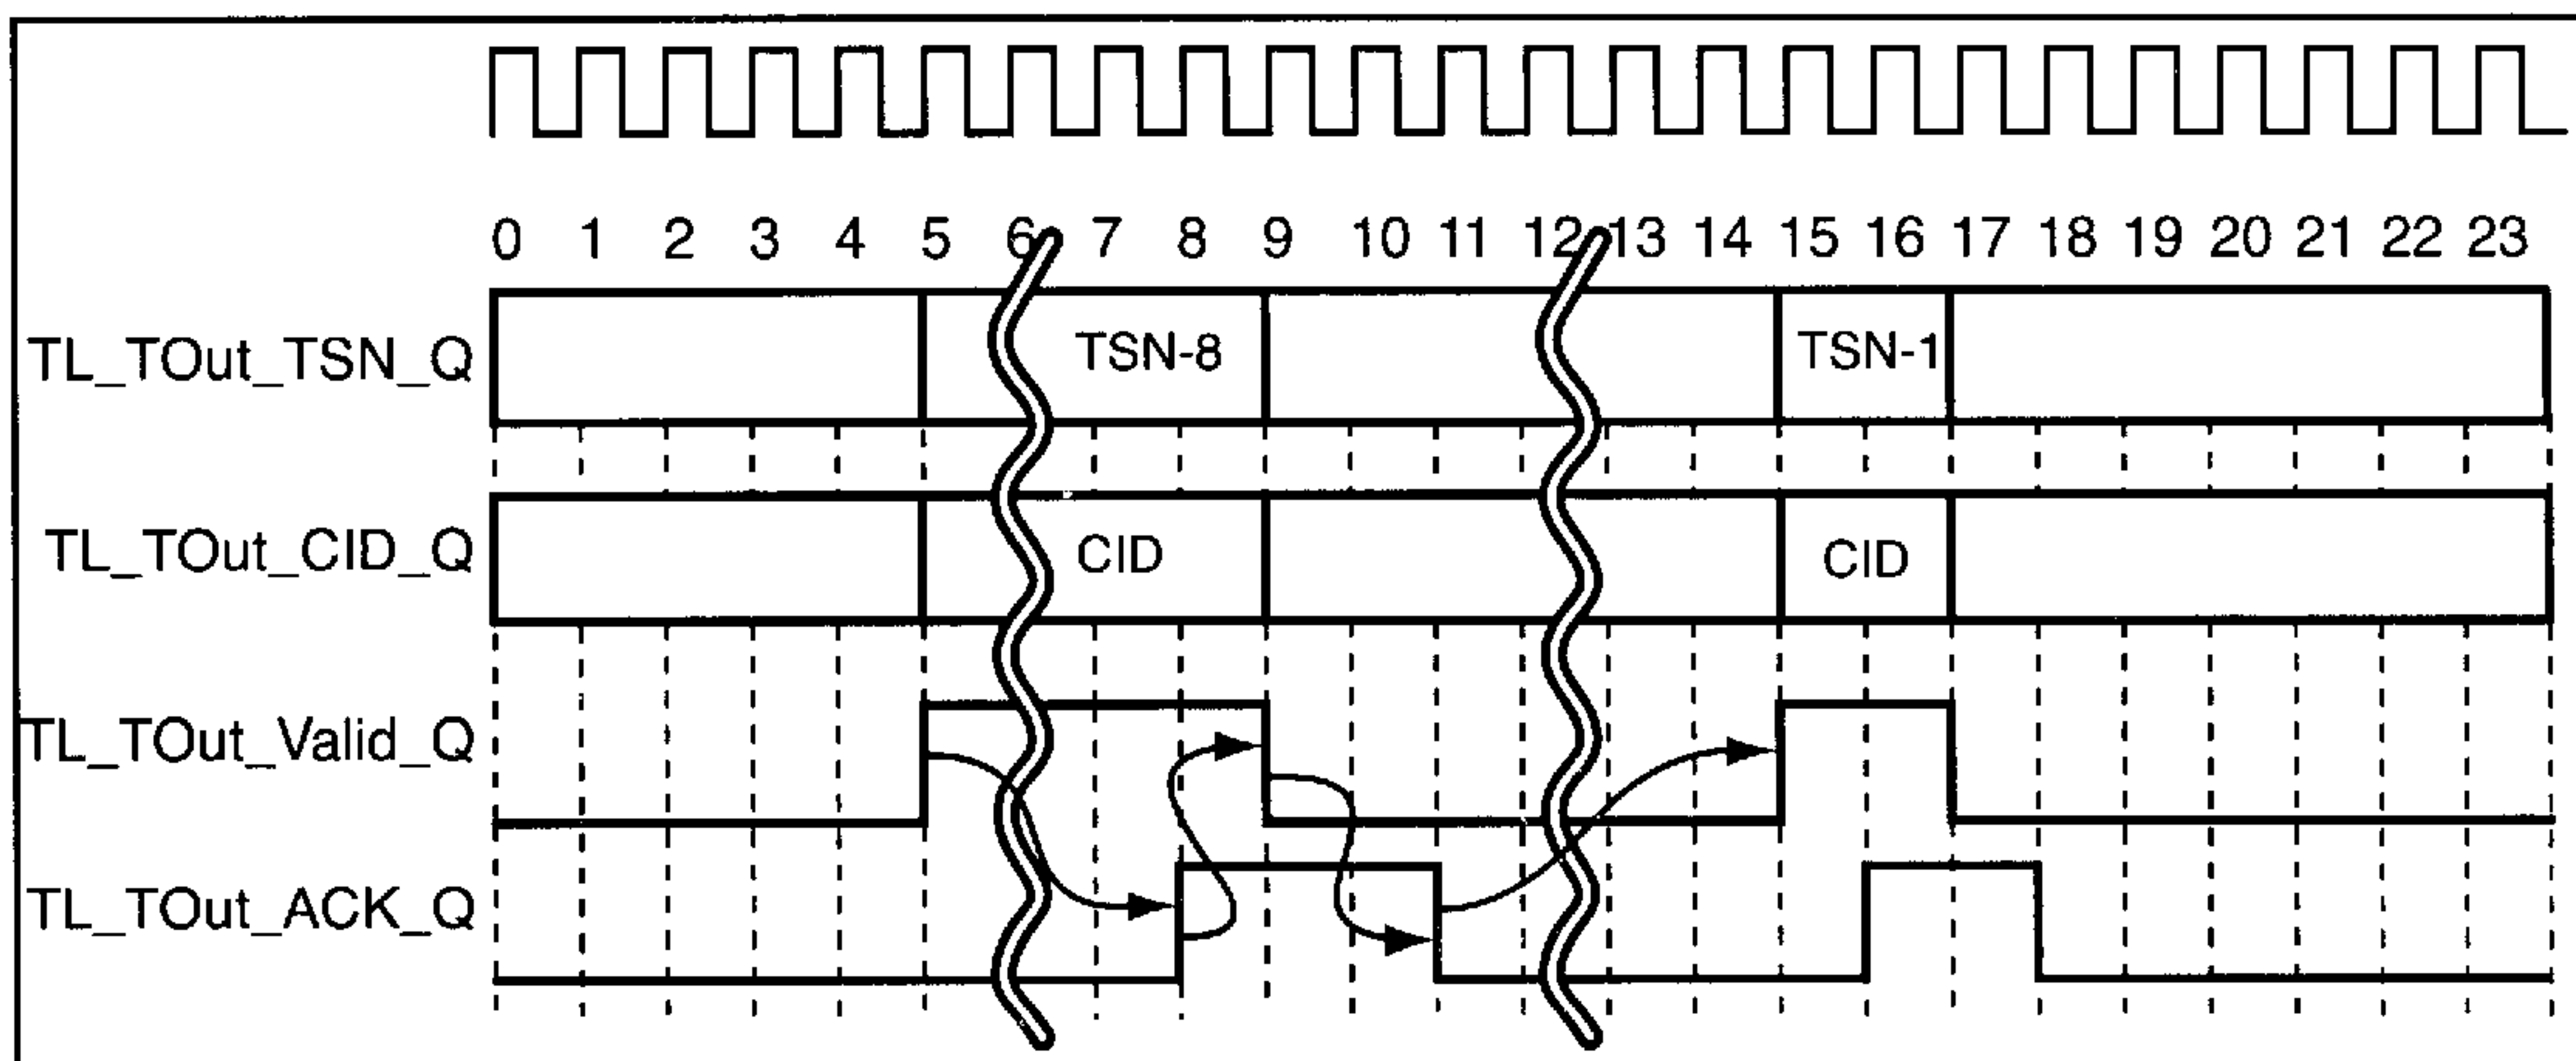 0 1 2 3 4 5 6 7 8 9 10 11 12 13 14 15 16 17 18 19 20 21 22 23
TL_TOut_TSN_Q TSN-8 TSN-1
TL_TOut_CID_Q CID CID
TL_TOut_Valid_Q
TL_TOut_ACK_Q